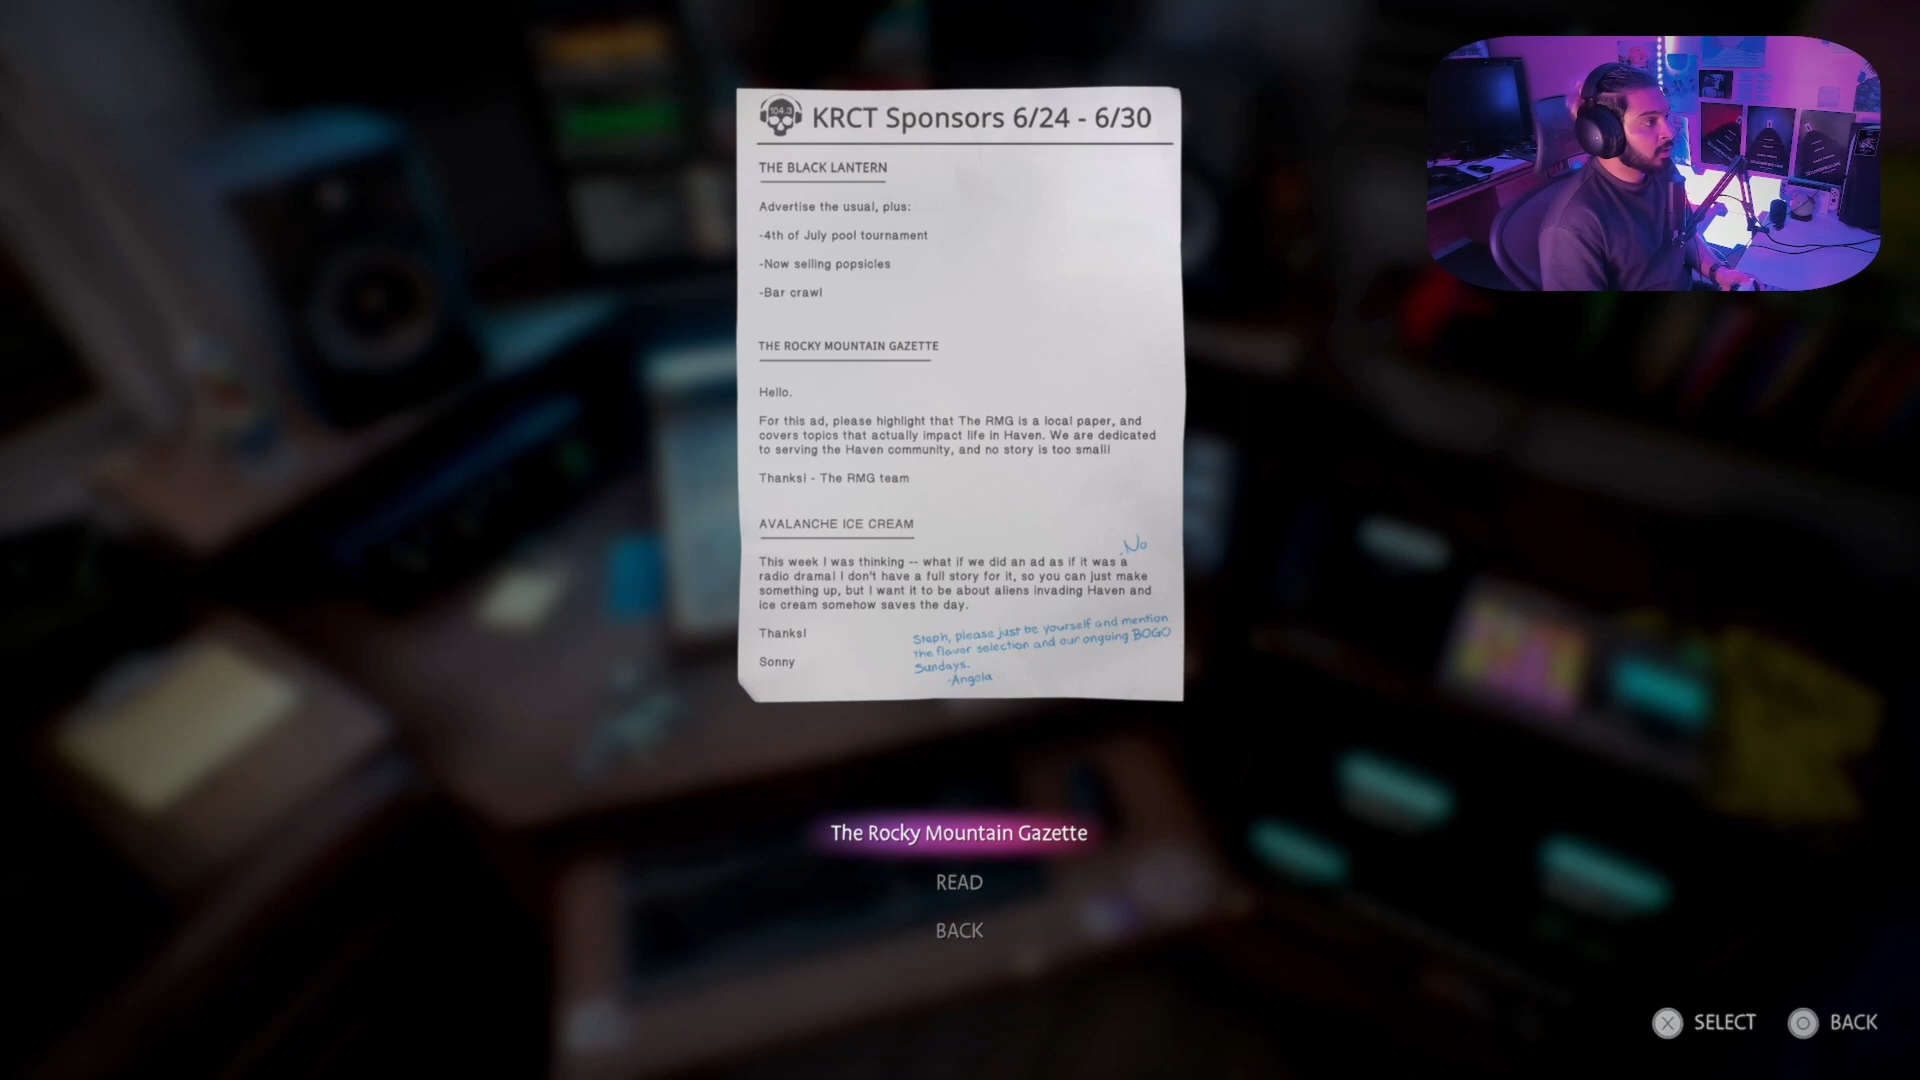 104.3
KRCT Sponsors 6/24 - 6/30
THE BLACK LANTERN
Advertise the usual, plus:
-4th of July pool tournament
-Now selling popsicles
-Bar crawl
THE ROCKY MOUNTAIN GAZETTE
Hello.
For this ad, please highlight that The RMG is a local paper, and
covers topics that actually impact life in Haven. We are dedicated
to serving the Haven community, and no story is too small!
Thanks! - The RMG team
AVALANCHE ICE CREAM
No
This week I was thinking -- what if we did an ad as if it was a
radio drama! I don't have a full story for it, so you can just make
something up, but I want it to be about aliens invading Haven and
ice cream somehow saves the day.
Thanks!
Sonny
Steph, please just be yourself and mention
the flavor selection and our ongoing BOGO
Sundays.
-Angela
The Rocky Mountain Gazette
READ
BACK
SELECT BACK